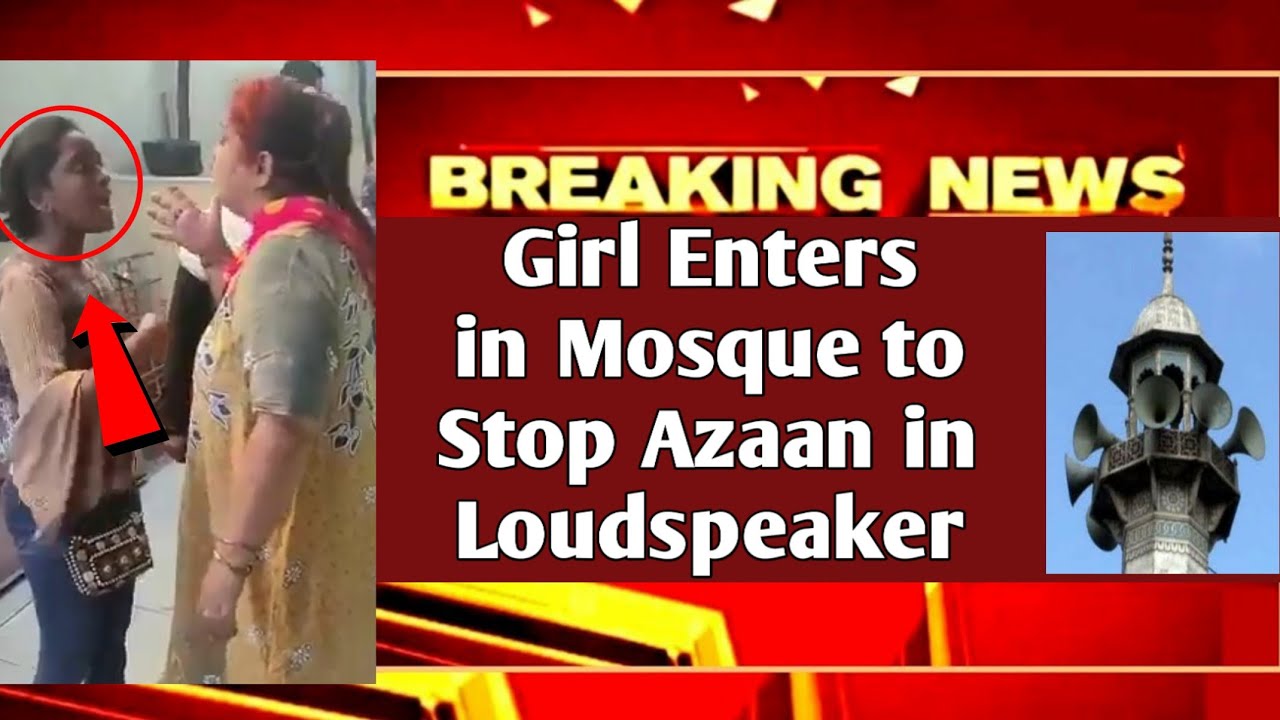 BREAKING NEWS
Girl Enters
in Mosque to
Stop Azaan in
Loudspeaker